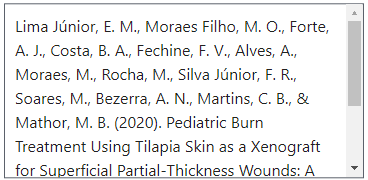 Lima Júnior, E. M., Moraes Filho, M. O., Forte,
A. J., Costa, B. A., Fechine, F. V., Alves, A.,
Moraes, M., Rocha, M., Silva Júnior, F. R.,
Soares, M., Bezerra, A. N., Martins, C. B., &
Mathor, M. B. (2020). Pediatric Burn
Treatment Using Tilapia Skin as a Xenograft
for Superficial Partial-Thickness Wounds: A